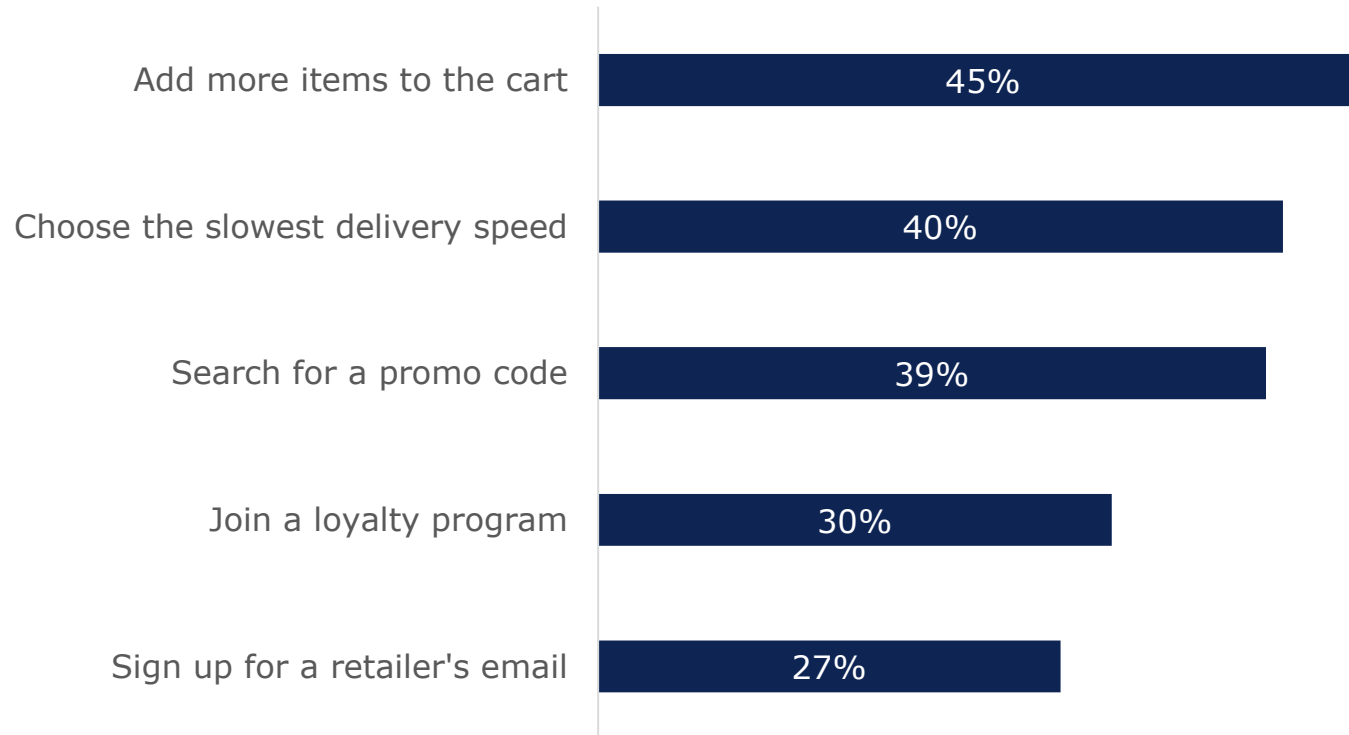 Add more items to the cart
45%
Choose the slowest delivery speed
40%
Search for a promo code
39%
Join a loyalty program
30%
Sign up for a retailer's email
27%